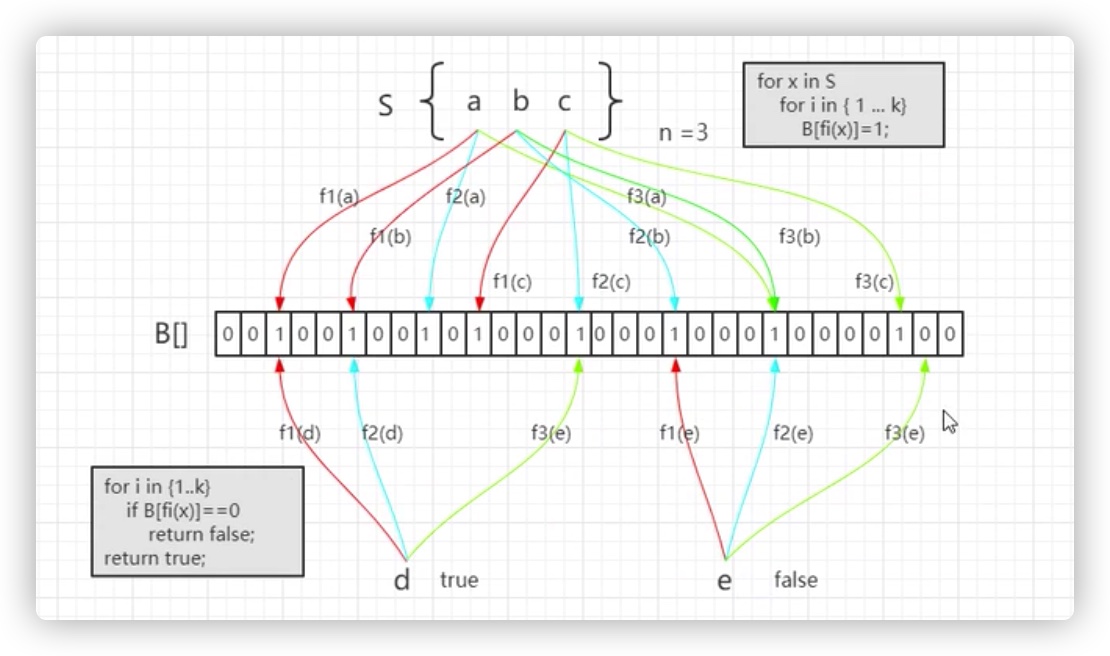 S { a b c }
n =3
for x in S
for i in { 1 ... k}
B[fi(x)]=1;
f1(a) f2(a) f3(a)
f1(b) f2(b) f3(b)
f1(c) f2(c) f3(c)
B[] 0 0 1 0 0 1 0 0 1 0 1 0 0 0 1 0 0 0 1 0 0 0 1 0 0 0 0 1 0 0
f1(d) f2(d) f3(e) f1(e) f2(e) f3(e)
for i in {1..k}
if B[fi(x)]==0
return false;
return true;
d true e false